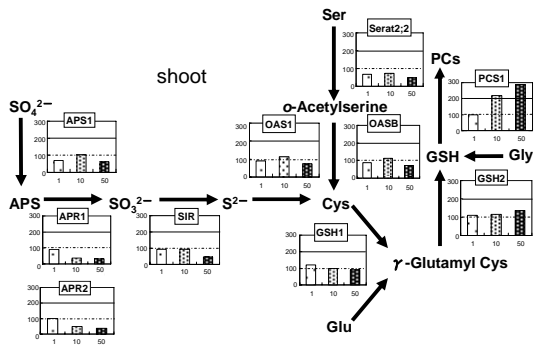 Ser
Serat2;2
300
200
100
0
1 10 50
shoot
PCs
PCS1
300
200
100
0
1 10 50
SO₄²⁻
APS1
300
200
100
0
1 10 50
o-Acetylserine
OAS1
300
200
100
0
1 10 50
OASB
300
200
100
0
1 10 50
GSH
Gly
GSH2
300
200
100
0
1 10 50
APS
SO₃²⁻
S²⁻
Cys
APR1
300
200
100
0
1 10 50
SIR
300
200
100
0
1 10 50
GSH1
300
200
100
0
1 10 50
γ-Glutamyl Cys
APR2
300
200
100
0
1 10 50
Glu